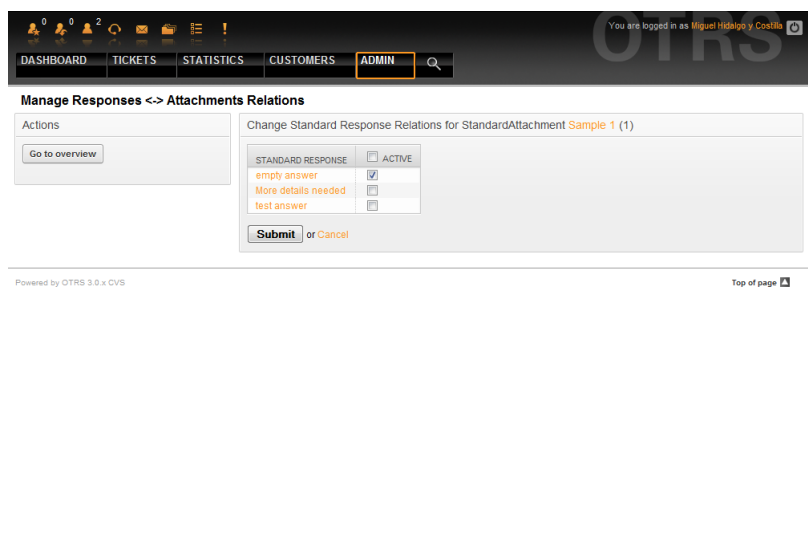 0 0 2
You are logged in as Miguel Hidalgo y Costilla
OTRS
DASHBOARD TICKETS STATISTICS CUSTOMERS ADMIN
Manage Responses <-> Attachments Relations
Actions
Go to overview
Change Standard Response Relations for StandardAttachment Sample 1 (1)
STANDARD RESPONSE ACTIVE
empty answer
More details needed
test answer
Submit or Cancel
Powered by OTRS 3.0.x CVS
Top of page